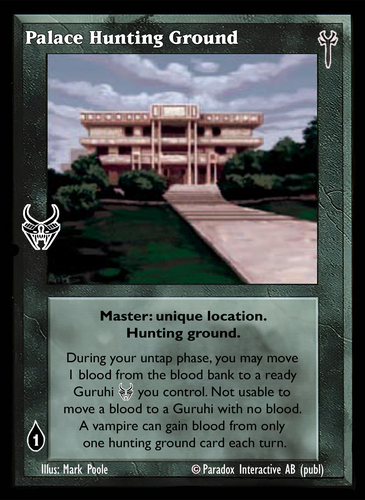 Palace Hunting Ground
Master: unique location.
Hunting ground.
During your untap phase, you may move
1 blood from the blood bank to a ready
Guruhi you control. Not usable to
move a blood to a Guruhi with no blood.
A vampire can gain blood from only
one hunting ground card each turn.
1
Illus: Mark Poole © Paradox Interactive AB (publ)